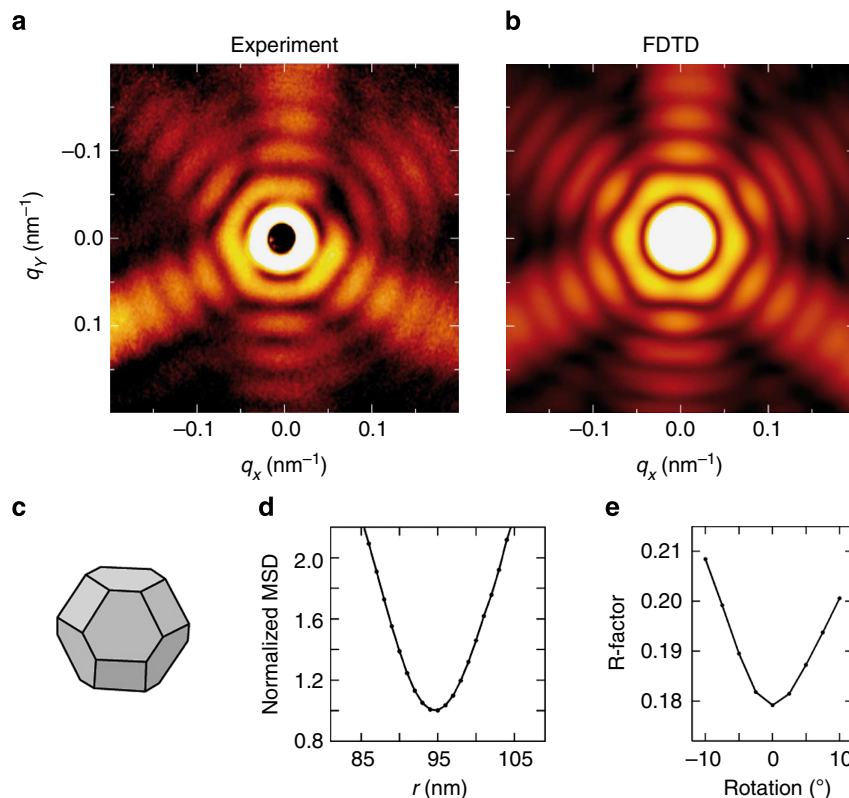 a
Experiment
b
FDTD
−0.1
0.0
0.1
q_y (nm⁻¹)
−0.1 0.0 0.1
q_x (nm⁻¹)
−0.1 0.0 0.1
q_x (nm⁻¹)
c
d
2.0
1.6
1.2
0.8
Normalized MSD
85 95 105
r (nm)
e
0.21
0.20
0.19
0.18
R-factor
−10 0 10
Rotation (°)